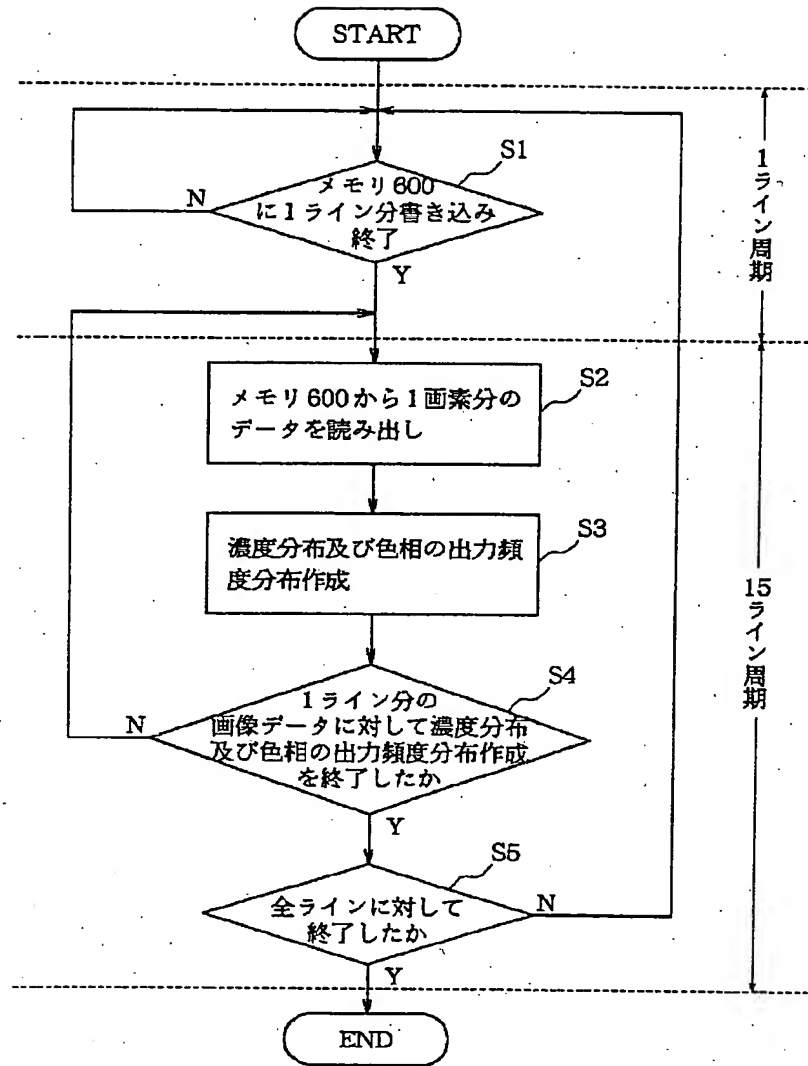 START
S1
メモリ600
に1ライン分書き込み
終了
N
Y
1ライン周期
S2
メモリ600から1画素分の
データを読み出し
S3
濃度分布及び色相の出力頻
度分布作成
S4
1ライン分の
画像データに対して濃度分布
及び色相の出力頻度分布作成
を終了したか
N
Y
15ライン周期
S5
全ラインに対して
終了したか
N
Y
END